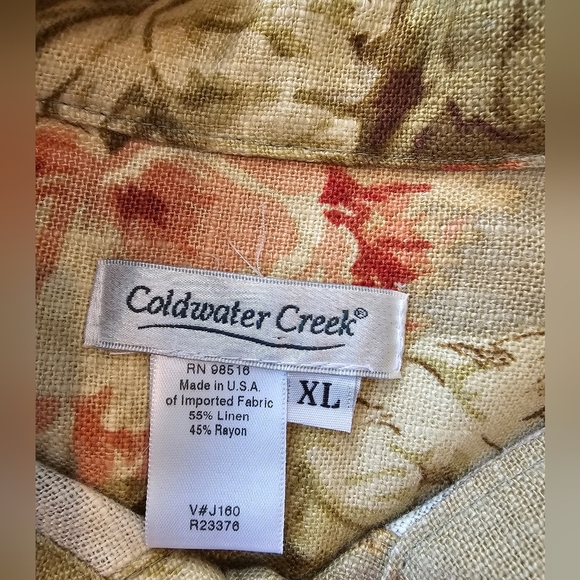 Coldwater Creek®
RN 98516
Made in U.S.A.
of Imported Fabric
55% Linen
45% Rayon
XL
V#J160
R23376